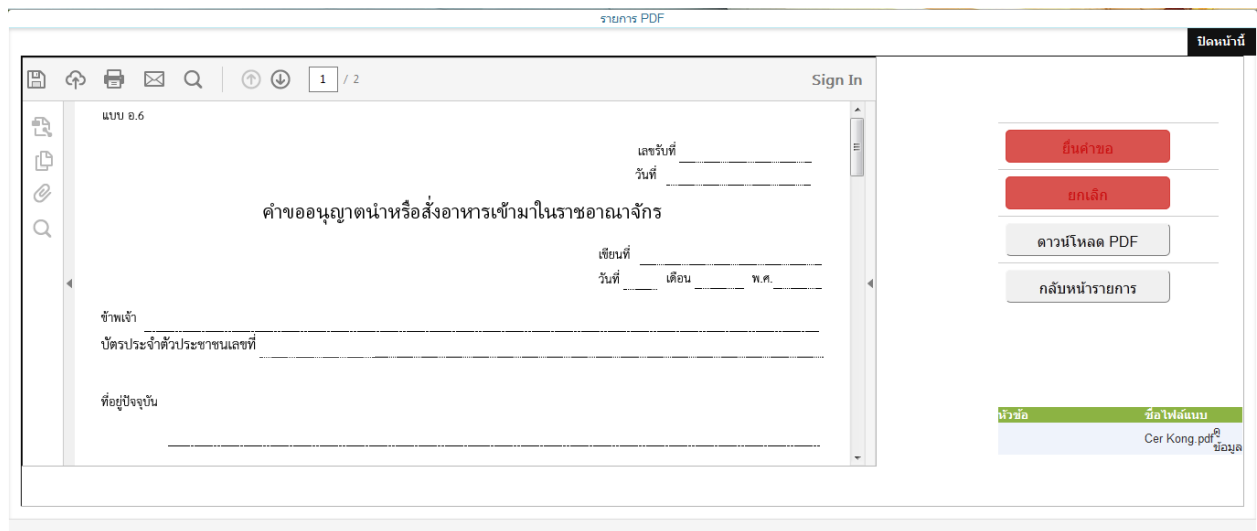 รายการ PDF
ปิดหน้านี้
1 / 2
Sign In
แบบ อ.6
เลขรับที่
วันที่
คำขออนุญาตนำหรือสั่งอาหารเข้ามาในราชอาณาจักร
เขียนที่
วันที่ เดือน พ.ศ.
ข้าพเจ้า
บัตรประจำตัวประชาชนเลขที่
ที่อยู่ปัจจุบัน
ยื่นคำขอ
ยกเลิก
ดาวน์โหลด PDF
กลับหน้ารายการ
หัวข้อ ชื่อไฟล์แนบ
Cer Kong.pdf ดู
ข้อมูล